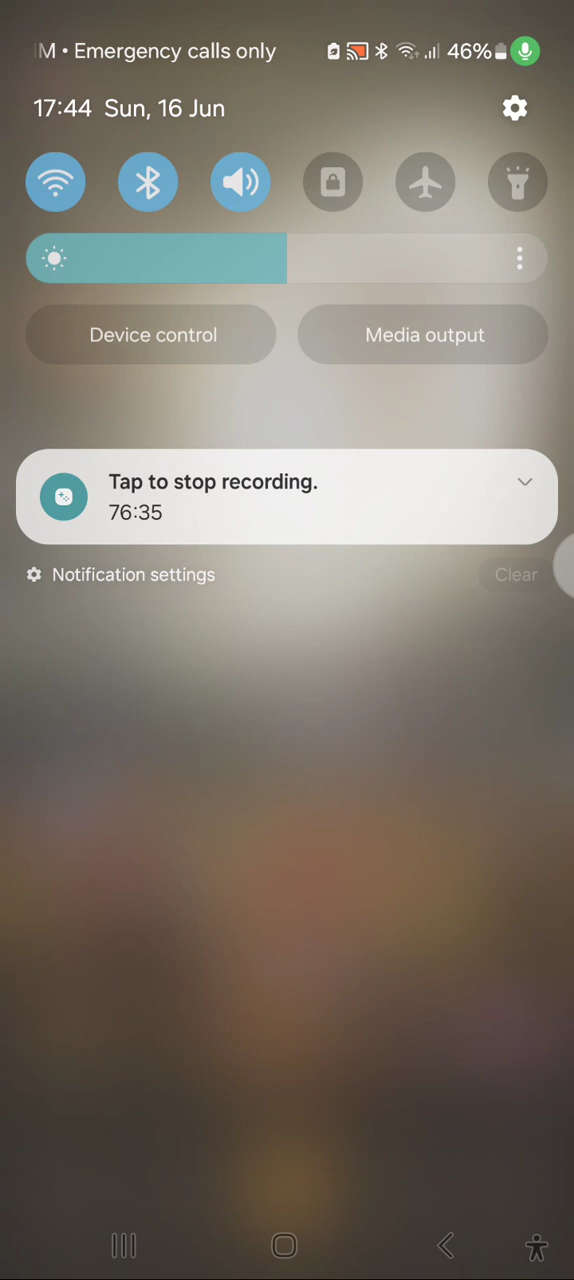 M • Emergency calls only 46%
17:44 Sun, 16 Jun
Device control Media output
Tap to stop recording.
76:35
Notification settings Clear